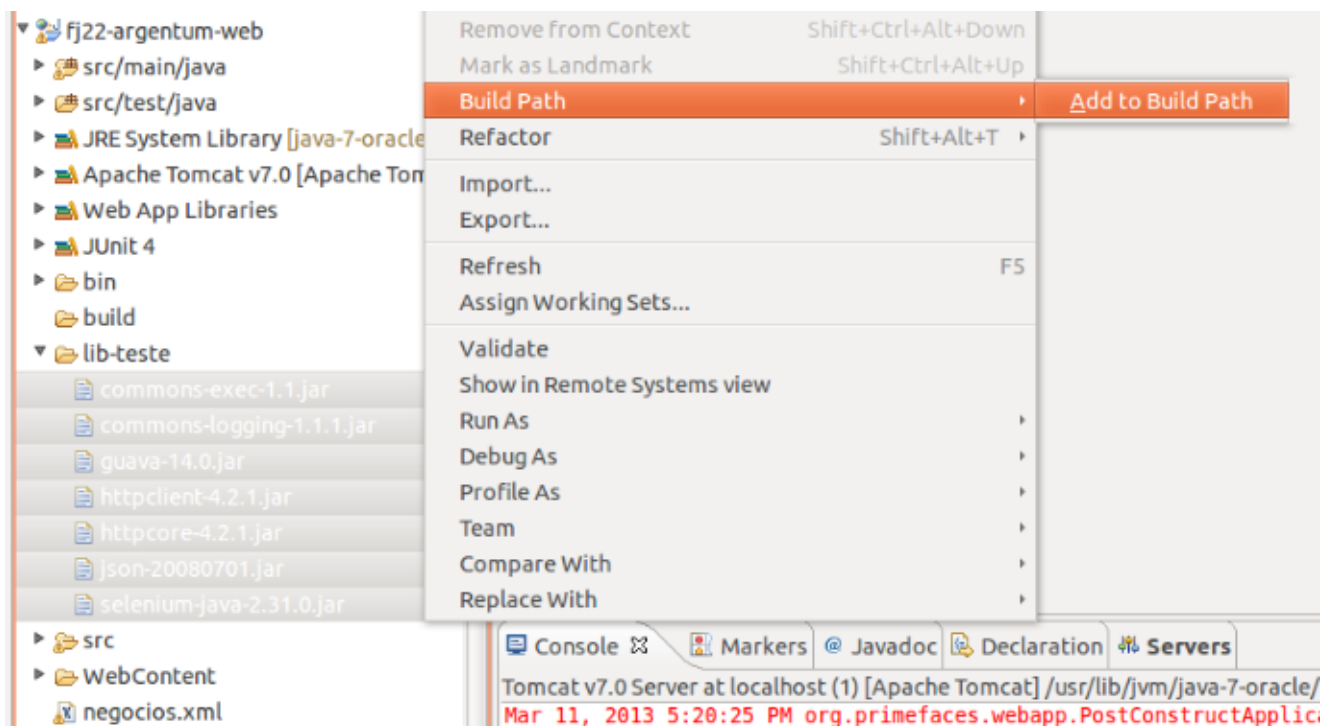 fj22-argentum-web
src/main/java
src/test/java
JRE System Library [java-7-oracle
Apache Tomcat v7.0 [Apache Tom
Web App Libraries
JUnit 4
bin
build
lib-teste
commons-exec-1.1.jar
commons-logging-1.1.1.jar
guava-14.0.jar
httpclient-4.2.1.jar
httpcore-4.2.1.jar
json-20080701.jar
selenium-java-2.31.0.jar
src
WebContent
negocios.xml
Remove from Context Shift+Ctrl+Alt+Down
Mark as Landmark Shift+Ctrl+Alt+Up
Build Path
Refactor Shift+Alt+T
Import...
Export...
Refresh F5
Assign Working Sets...
Validate
Show in Remote Systems view
Run As
Debug As
Profile As
Team
Compare With
Replace With
Add to Build Path
Console Markers @ Javadoc Declaration Servers
Tomcat v7.0 Server at localhost (1) [Apache Tomcat] /usr/lib/jvm/java-7-oracle/
Mar 11, 2013 5:20:25 PM org.primefaces.webapp.PostConstructApplica